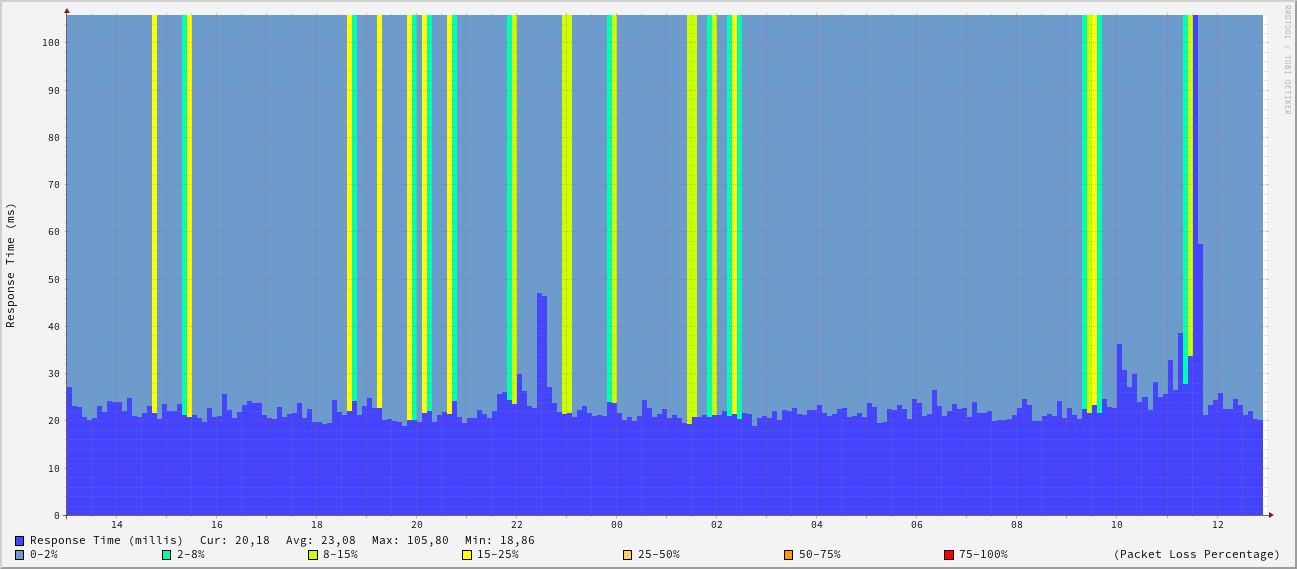 RRDTOOL / TOBI OETIKER
Response Time (ms)
100
90
80
70
60
50
40
30
20
10
0
14 16 18 20 22 00 02 04 06 08 10 12
Response Time (millis) Cur: 20,18 Avg: 23,08 Max: 105,80 Min: 18,86
0-2% 2-8% 8-15% 15-25% 25-50% 50-75% 75-100% (Packet Loss Percentage)